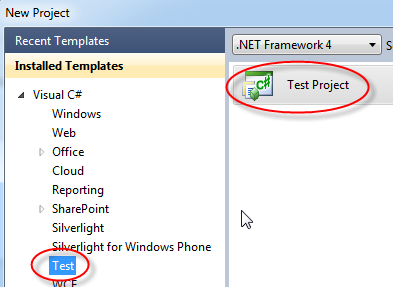 New Project
Recent Templates
Installed Templates
.NET Framework 4
Visual C#
Windows
Web
Office
Cloud
Reporting
SharePoint
Silverlight
Silverlight for Windows Phone
Test
WCF
C#
Test Project